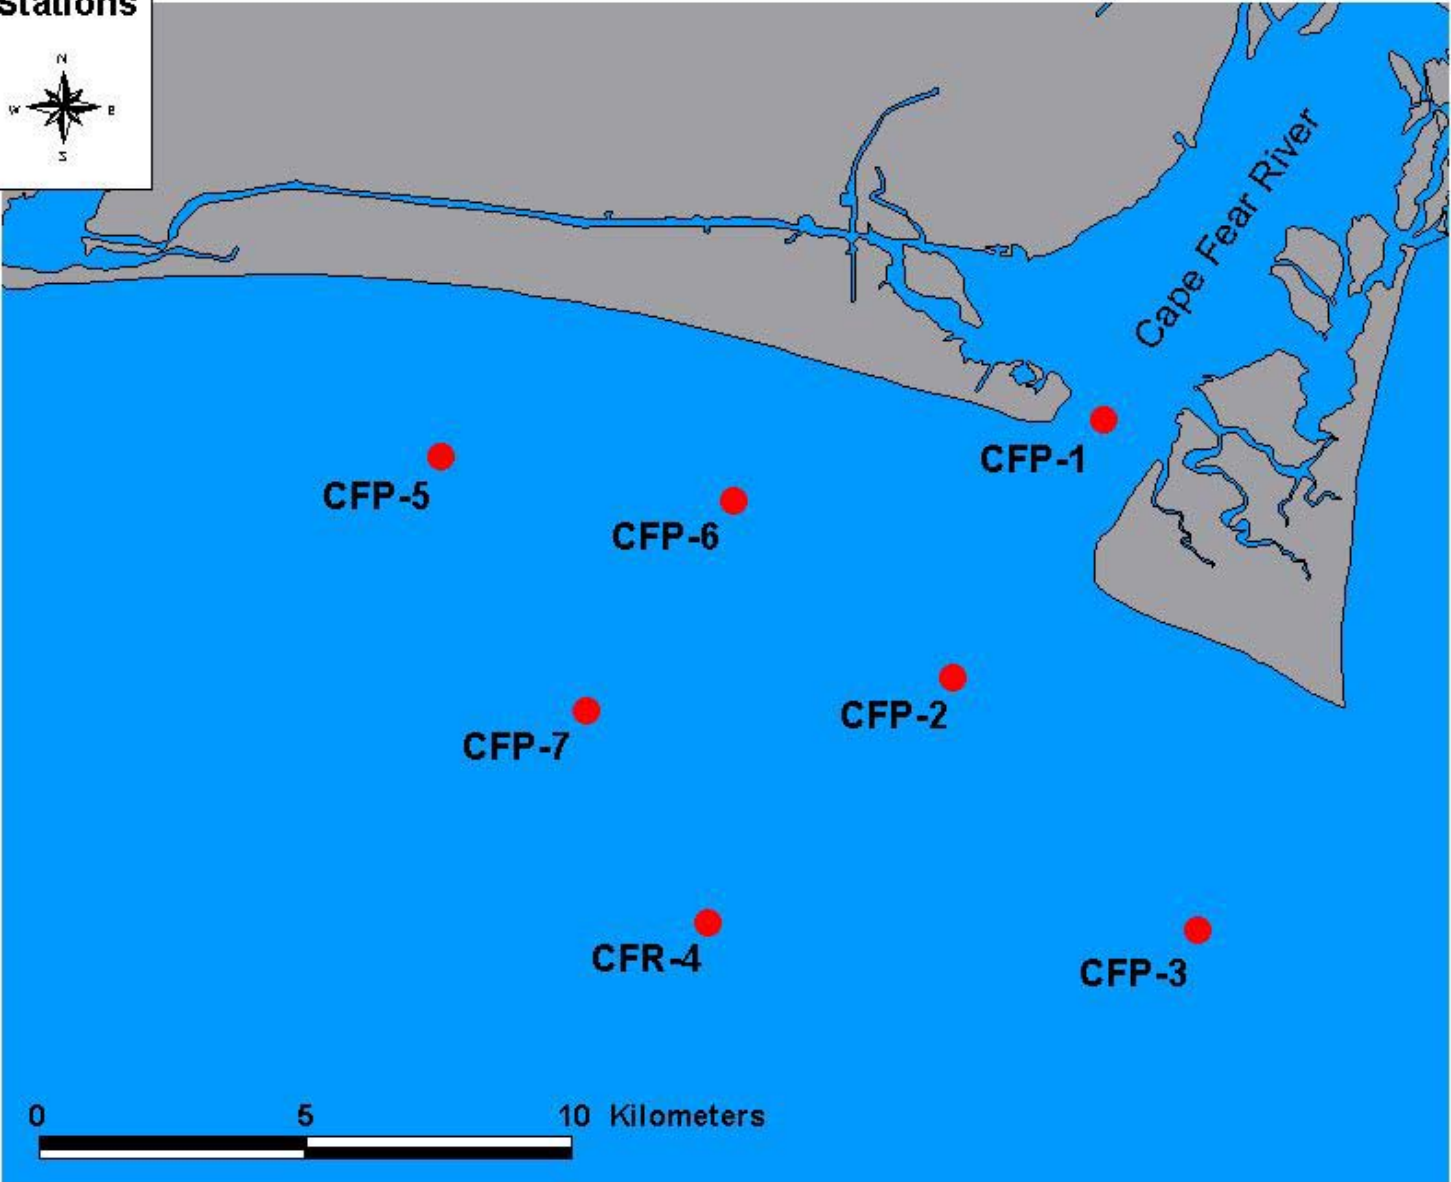 Stations
N
W E
S
Cape Fear River
CFP-1
CFP-5
CFP-6
CFP-2
CFP-7
CFR-4
CFP-3
0 5 10 Kilometers